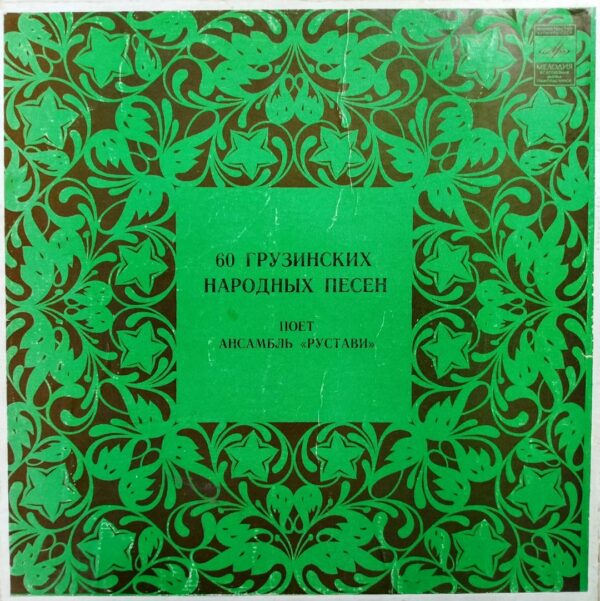 МЕЛОДИЯ
60 ГРУЗИНСКИХ
НАРОДНЫХ ПЕСЕН
ПОЕТ
АНСАМБЛЬ «РУСТАВИ»